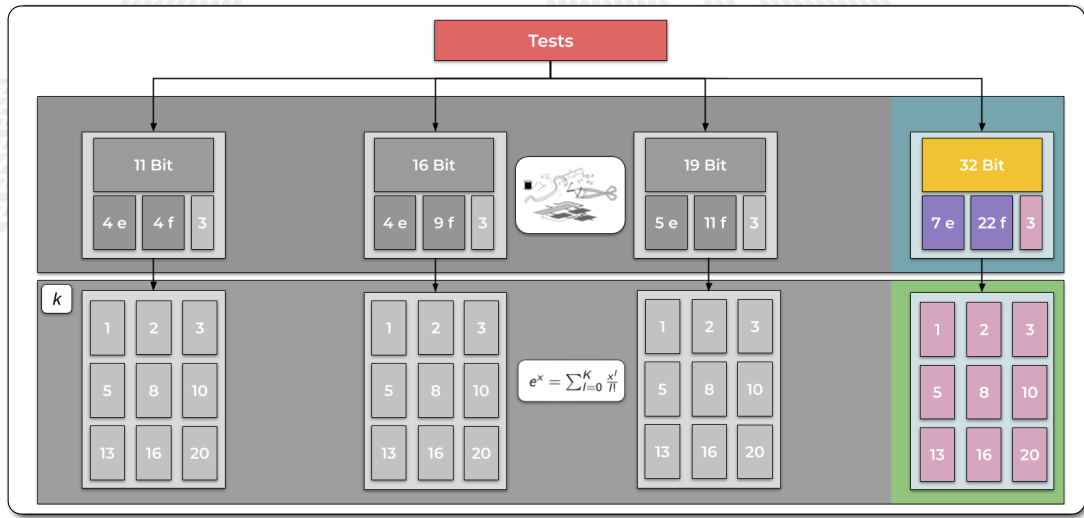 Tests
11 Bit
16 Bit
19 Bit
32 Bit
4 e 4 f 3
4 e 9 f 3
5 e 11 f 3
7 e 22 f 3
k
1 2 3
5 8 10
13 16 20
1 2 3
5 8 10
13 16 20
e^x = ∑_{l=0}^{K} x^l / l!
1 2 3
5 8 10
13 16 20
1 2 3
5 8 10
13 16 20